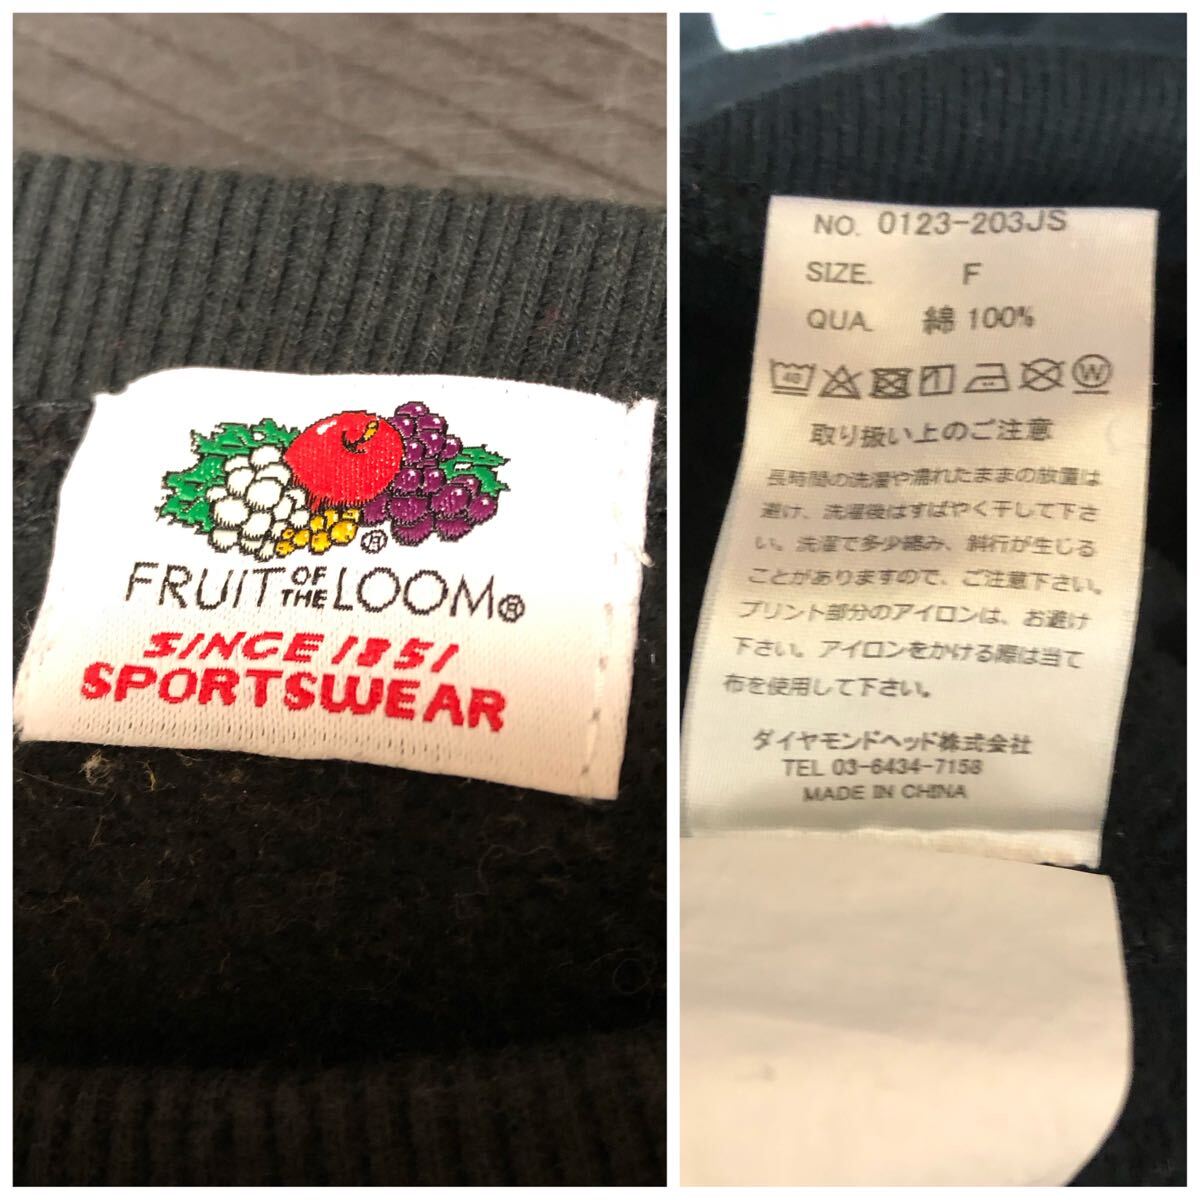 FRUIT OF THE LOOM®
SINCE 1851
SPORTSWEAR
NO. 0123-203JS
SIZE. F
QUA. 綿 100%
40
W
取り扱い上のご注意
長時間の洗濯や濡れたままの放置は
避け、洗濯後はすばやく干して下さ
い。洗濯で多少縮み、斜行が生じる
ことがありますので、ご注意下さい。
プリント部分のアイロンは、お避け
下さい。アイロンをかける際は当て
布を使用して下さい。
ダイヤモンドヘッド株式会社
TEL 03-6434-7158
MADE IN CHINA